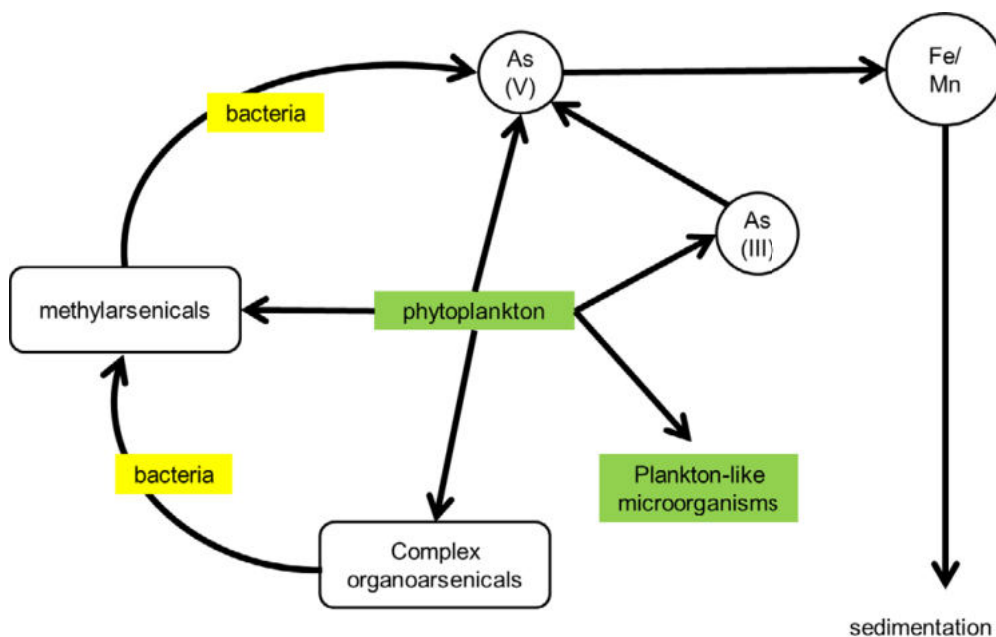 As
(V)
Fe/
Mn
bacteria
As
(III)
methylarsenicals
phytoplankton
bacteria
Plankton-like
microorganisms
Complex
organoarsenicals
sedimentation